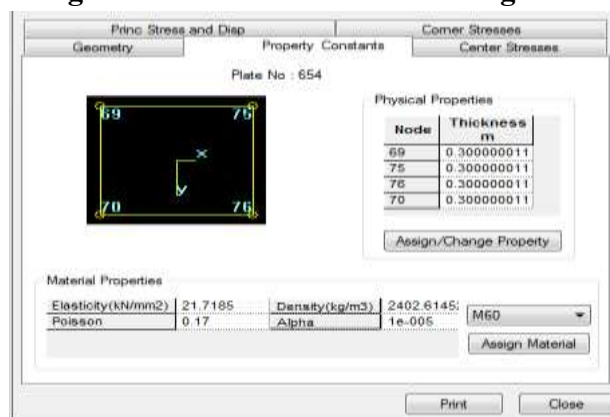 Princ Stress and Disp Corner Stresses
Geometry Property Constants Center Stresses
Plate No : 654
69 75
X
Y
70 76
Physical Properties
Node Thickness m
69 0.300000011
75 0.300000011
76 0.300000011
70 0.300000011
Assign/Change Property
Material Properties
Elasticity(kN/mm2) 21.7185 Density(kg/m3) 2402.6145:
Poisson 0.17 Alpha 1e-005
M60
Assign Material
Print Close